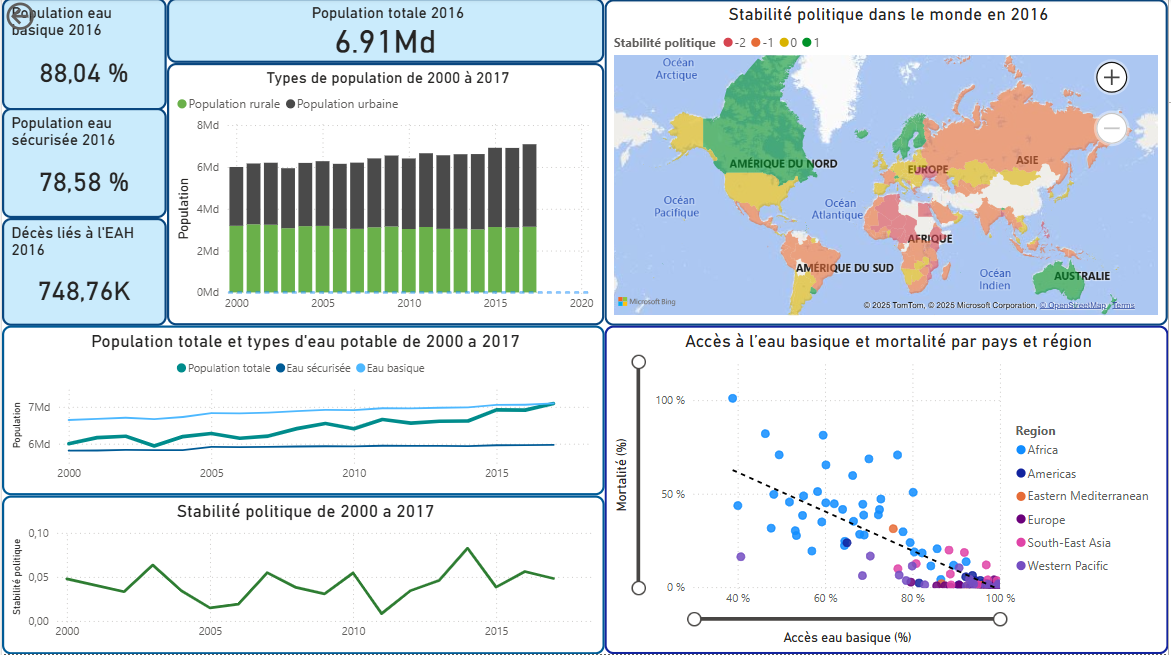 Population eau
basique 2016
88,04 %
Population eau
sécurisée 2016
78,58 %
Décès liés à l'EAH
2016
748,76K
Population totale 2016
6.91Md
Types de population de 2000 à 2017
Population rurale Population urbaine
Population
8Md
6Md
4Md
2Md
0Md
2000 2005 2010 2015 2020
Stabilité politique dans le monde en 2016
Stabilité politique -2 -1 0 1
Océan
Arctique
AMÉRIQUE DU NORD
EUROPE
ASIE
Océan
Pacifique
Océan
Atlantique
AFRIQUE
AMÉRIQUE DU SUD
Océan
Indien
AUSTRALIE
Microsoft Bing
© 2025 TomTom, © 2025 Microsoft Corporation, © OpenStreetMap Terms
Population totale et types d'eau potable de 2000 a 2017
Population totale Eau sécurisée Eau basique
Population
7Md
6Md
2000 2005 2010 2015
Stabilité politique de 2000 a 2017
Stabilité politique
0,10
0,05
0,00
2000 2005 2010 2015
Accès à l'eau basique et mortalité par pays et région
Mortalité (%)
100 %
50 %
0 %
40 % 60 % 80 % 100 %
Accès eau basique (%)
Region
Africa
Americas
Eastern Mediterranean
Europe
South-East Asia
Western Pacific